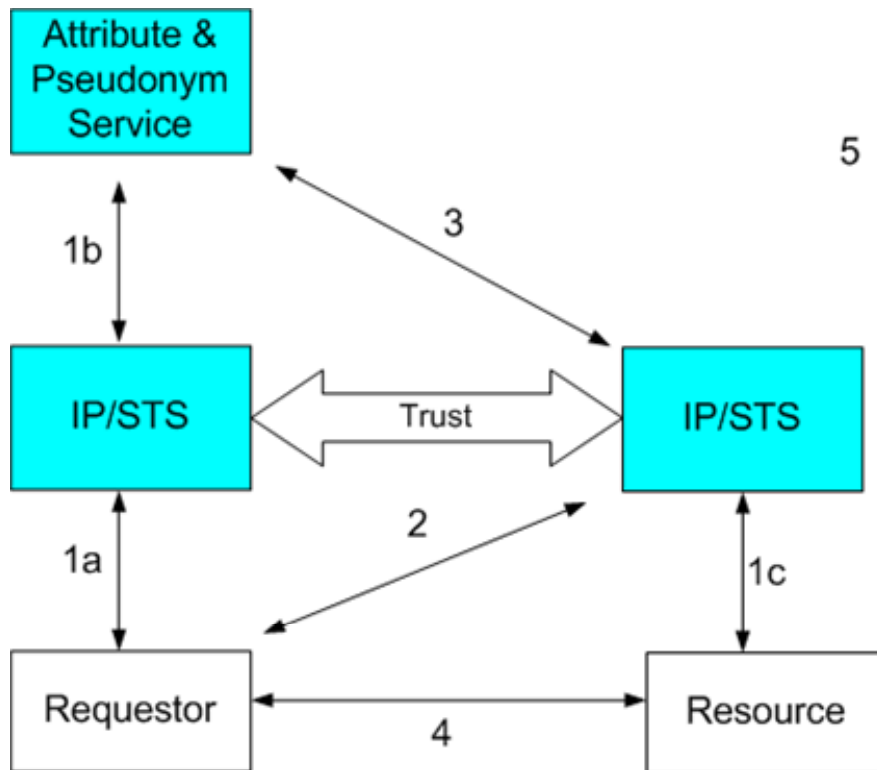 Attribute &
Pseudonym
Service
5
3
1b
IP/STS
Trust
IP/STS
2
1a
1c
Requestor
4
Resource